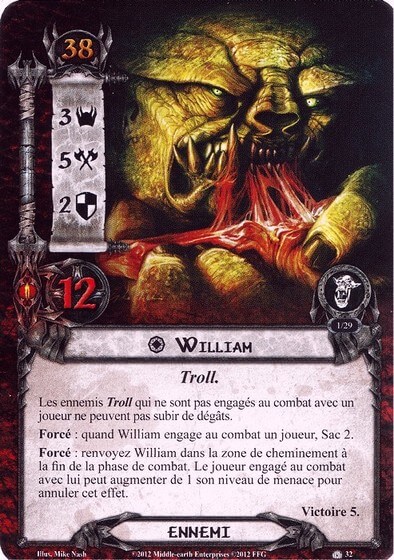 38
3
5
2
12
1/29
William
Troll.
Les ennemis Troll qui ne sont pas engagés au combat avec un
joueur ne peuvent pas subir de dégâts.
Forcé : quand William engage au combat un joueur, Sac 2.
Forcé : renvoyez William dans la zone de cheminement à
la fin de la phase de combat. Le joueur engagé au combat
avec lui peut augmenter de 1 son niveau de menace pour
annuler cet effet.
Victoire 5.
ENNEMI
Illus. Mike Nash ©2012 Middle-earth Enterprises ©2012 FFG 32